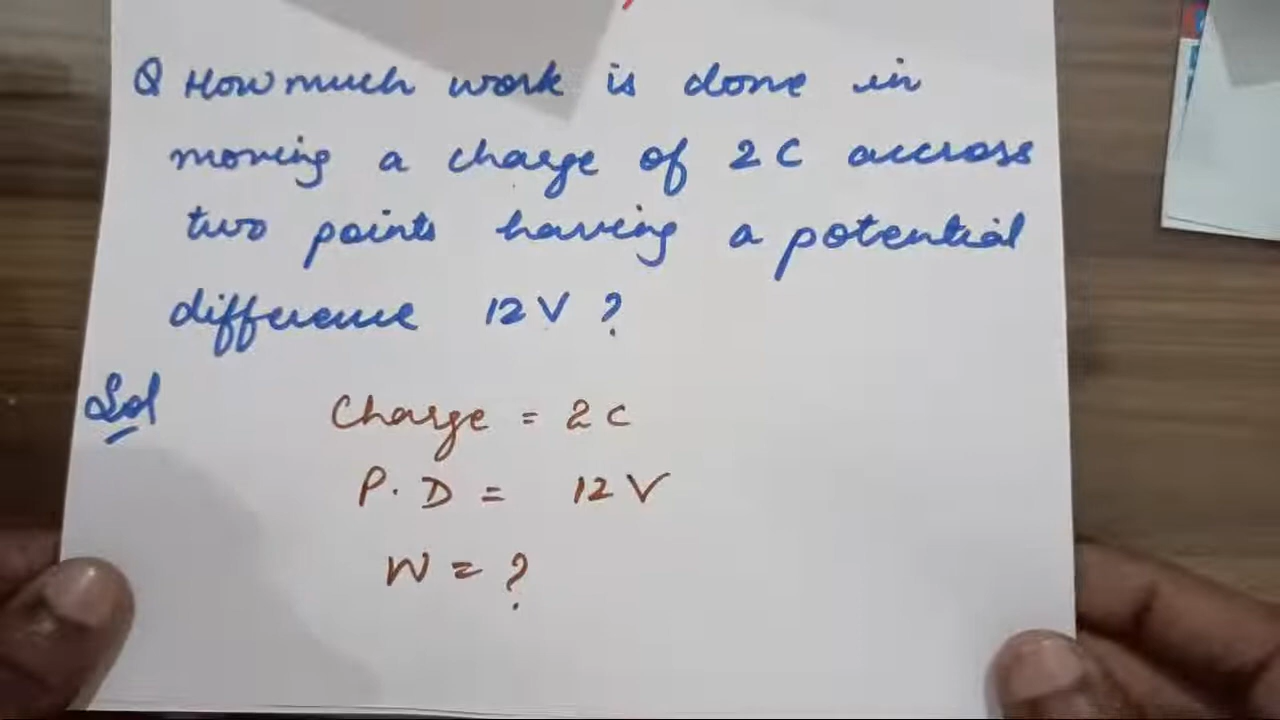 Q How much work is done in
moving a charge of 2C accross
two points having a potential
difference 12V ?
Sol
Charge = 2C
P.D = 12V
W = ?